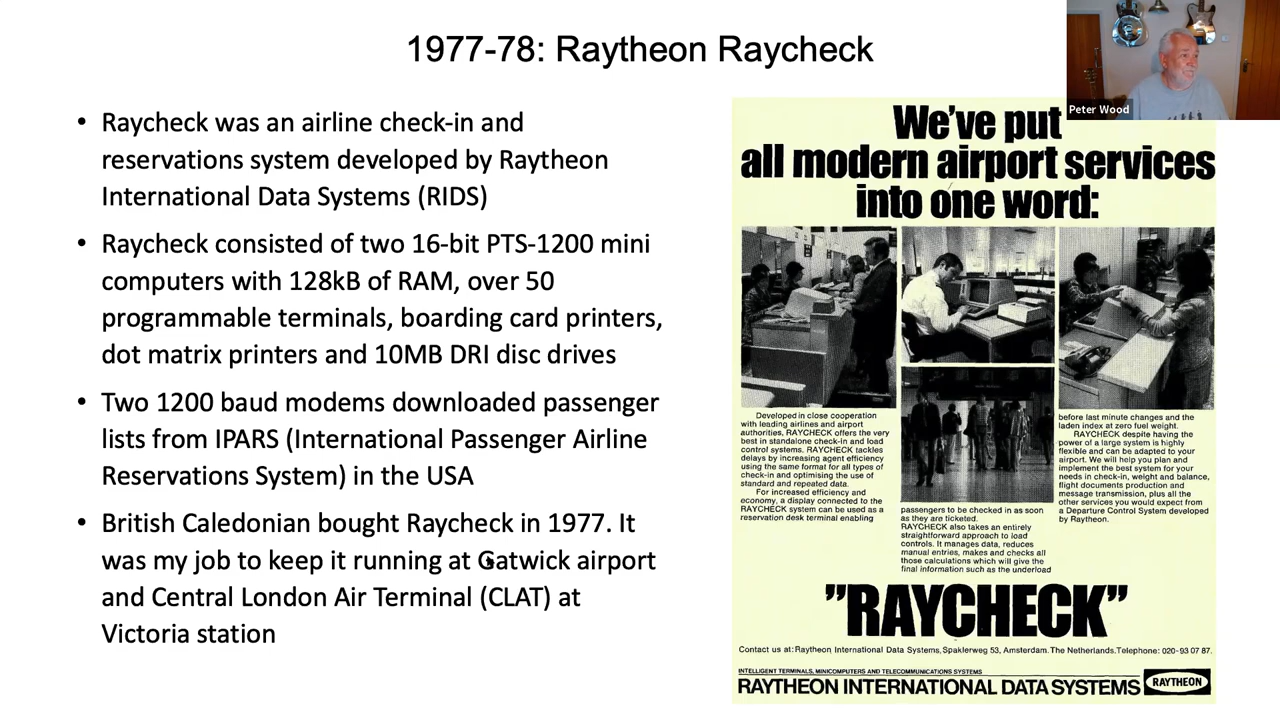 1977-78: Raytheon Raycheck
Peter Wood
• Raycheck was an airline check-in and
reservations system developed by Raytheon
International Data Systems (RIDS)
• Raycheck consisted of two 16-bit PTS-1200 mini
computers with 128kB of RAM, over 50
programmable terminals, boarding card printers,
dot matrix printers and 10MB DRI disc drives
• Two 1200 baud modems downloaded passenger
lists from IPARS (International Passenger Airline
Reservations System) in the USA
• British Caledonian bought Raycheck in 1977. It
was my job to keep it running at Gatwick airport
and Central London Air Terminal (CLAT) at
Victoria station
We've put
all modern airport services
into one word:
Developed in close cooperation
with leading airlines and airport
authorities, RAYCHECK offers the very
best in standalone check-in and load
control systems. RAYCHECK tackles
delays by increasing agent efficiency
using the same format for all types of
check-in and optimising the use of
standard and repeated data.
For increased efficiency and
economy, a display connected to the
RAYCHECK system can be used as a
reservation desk terminal enabling
passengers to be checked in as soon
as they are ticketed.
RAYCHECK also takes an entirely
straightforward approach to load
controls. It manages data, reduces
manual entries, makes and checks all
those calculations which will give the
final information such as the underload
before last minute changes and the
laden index at zero fuel weight.
RAYCHECK despite having the
power of a large system is highly
flexible and can be adapted to your
airport. We will help you plan and
implement the best system for your
needs in check-in, weight and balance,
flight documents production and
message transmission, plus all the
other services you would expect from
a Departure Control System developed
by Raytheon.
"RAYCHECK"
Contact us at: Raytheon International Data Systems, Spaklerweg 53, Amsterdam. The Netherlands. Telephone: 020-93 07 87.
INTELLIGENT TERMINALS, MINICOMPUTERS AND TELECOMMUNICATIONS SYSTEMS
RAYTHEON INTERNATIONAL DATA SYSTEMS
RAYTHEON